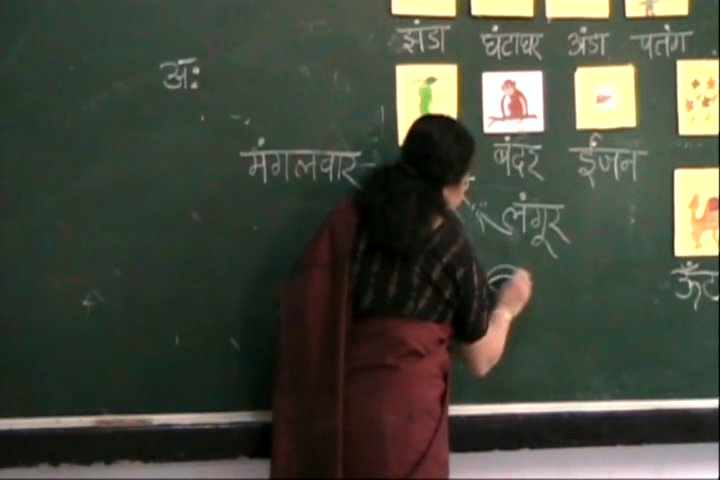 झंडा घंटाघर अंडा पतंग
अः
मंगलवार बंदर ईंजन
लंगूर
ऊँट